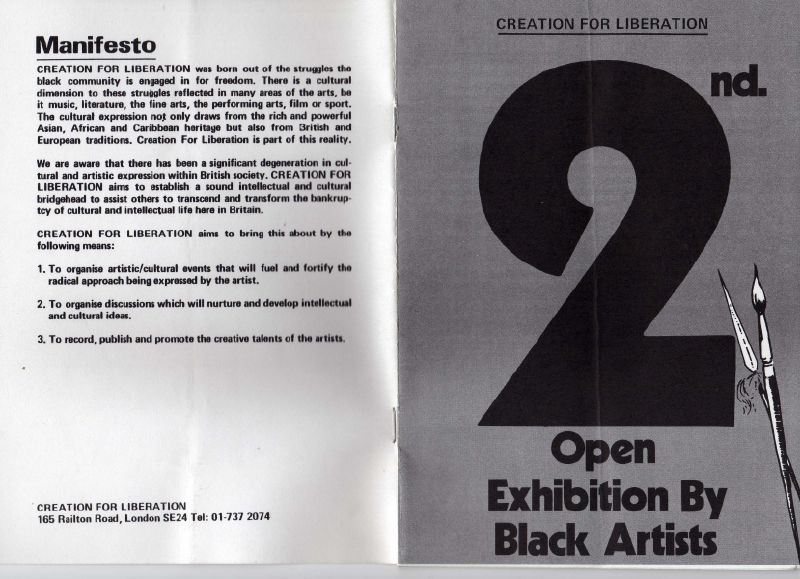 Manifesto
CREATION FOR LIBERATION was born out of the struggles the
black community is engaged in for freedom. There is a cultural
dimension to these struggles reflected in many areas of the arts, be
it music, literature, the fine arts, the performing arts, film or sport.
The cultural expression not only draws from the rich and powerful
Asian, African and Caribbean heritage but also from British and
European traditions. Creation For Liberation is part of this reality.
We are aware that there has been a significant degeneration in cul-
tural and artistic expression within British society. CREATION FOR
LIBERATION aims to establish a sound intellectual and cultural
bridgehead to assist others to transcend and transform the bankrup-
tcy of cultural and intellectual life here in Britain.
CREATION FOR LIBERATION aims to bring this about by the
following means:
1. To organise artistic/cultural events that will fuel and fortify the
radical approach being expressed by the artist.
2. To organise discussions which will nurture and develop intellectual
and cultural ideas.
3. To record, publish and promote the creative talents of the artists.
CREATION FOR LIBERATION
165 Railton Road, London SE24 Tel: 01-737 2074
CREATION FOR LIBERATION
2nd.
Open
Exhibition By
Black Artists